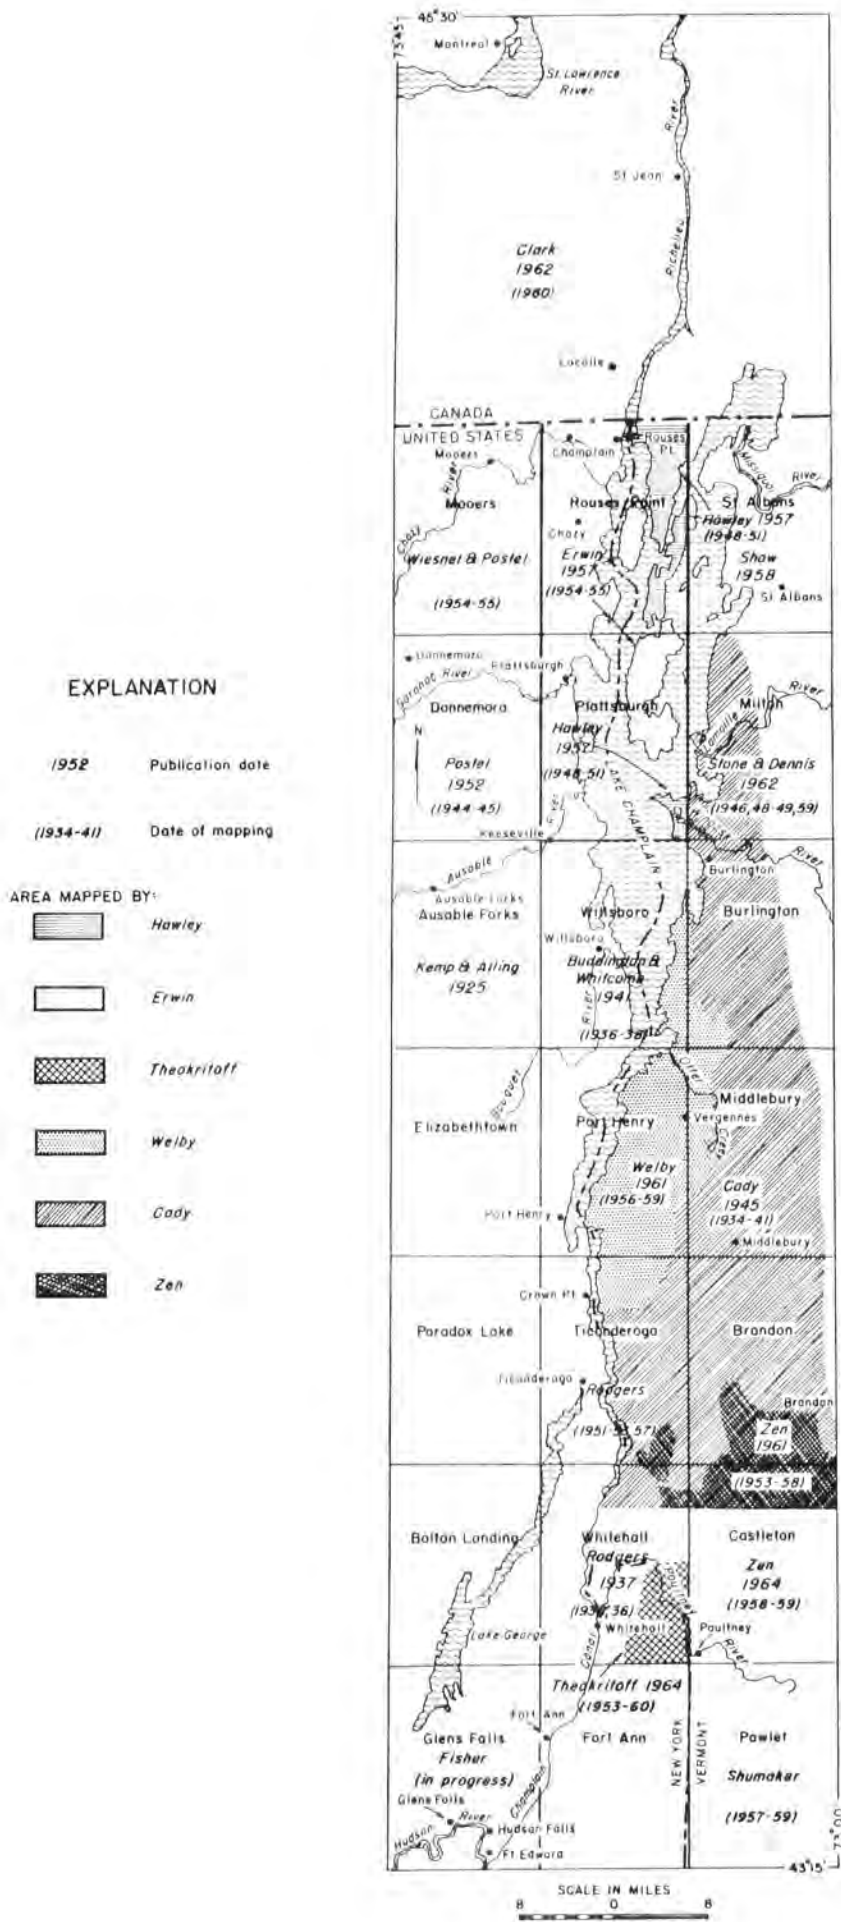 45° 30'
73° 45'
Montreal
St. Lawrence
River
River
St Jean
Richelieu
Clark
1962
(1960)
Lacolle
CANADA
UNITED STATES
Champlain
Rouses
Pt.
Mooers
River
Missiquoi
River
Mooers
Rouses Point
St Albans
Chazy
Hawley 1957
(1948-51)
Chazy
Wiesnet & Postel
Erwin
1957
Shaw
1958
(1954-55)
(1954-55)
St Albans
Dannemora
Saranac River
Plattsburgh
River
Dannemora
Plattsburgh
Milton
Lamoille
N
Hawley
1957
(1948-51)
Postel
1952
(1944-45)
LAKE CHAMPLAIN
Stone & Dennis
1962
(1946,48-49,59)
River
Keeseville
River
Ausable
Burlington
Ausable Forks
Ausable Forks
Willsboro
Burlington
Willsboro
Kemp & Alling
1925
Buddington &
Whitcomb
1941
River
(1936-38)
Bouquet
Otter
Middlebury
Elizabethtown
Port Henry
Vergennes
Creek
Welby
1961
(1956-59)
Cady
1945
(1934-41)
Port Henry
Middlebury
Crown Pt.
Paradox Lake
Ticonderoga
Brandon
Ticonderoga
Rodgers
Brandon
Zen
1961
(1953-58)
Bolton Landing
Whitehall
Castleton
Rodgers
1937
Zen
1964
(1958-59)
Whitehall
Lake George
Canal
Poultney
River
Theokritoff 1964
(1953-60)
Fort Ann
Glens Falls
Fort Ann
NEW YORK
VERMONT
Pawlet
Fisher
(in progress)
Champlain
Shumaker
Glens Falls
Hudson
River
Hudson Falls
(1957-59)
Ft Edward
73° 00'
43° 15'
SCALE IN MILES
8 0 8
EXPLANATION
1952 Publication date
(1934-41) Date of mapping
AREA MAPPED BY:
Hawley
Erwin
Theokritoff
Welby
Cady
Zen